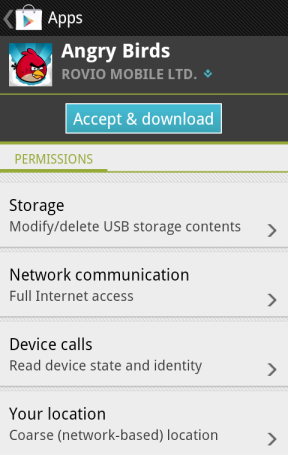 Apps
Angry Birds
ROVIO MOBILE LTD.
Accept & download
PERMISSIONS
Storage
Modify/delete USB storage contents
Network communication
Full Internet access
Device calls
Read device state and identity
Your location
Coarse (network-based) location